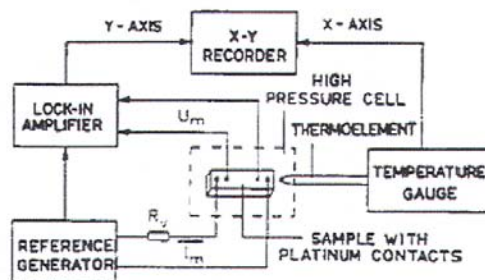 Y-AXIS
X-Y
RECORDER
X-AXIS
LOCK-IN
AMPLIFIER
HIGH
PRESSURE CELL
Um
THERMOELEMENT
TEMPERATURE
GAUGE
Rv
Im
REFERENCE
GENERATOR
SAMPLE WITH
PLATINUM CONTACTS